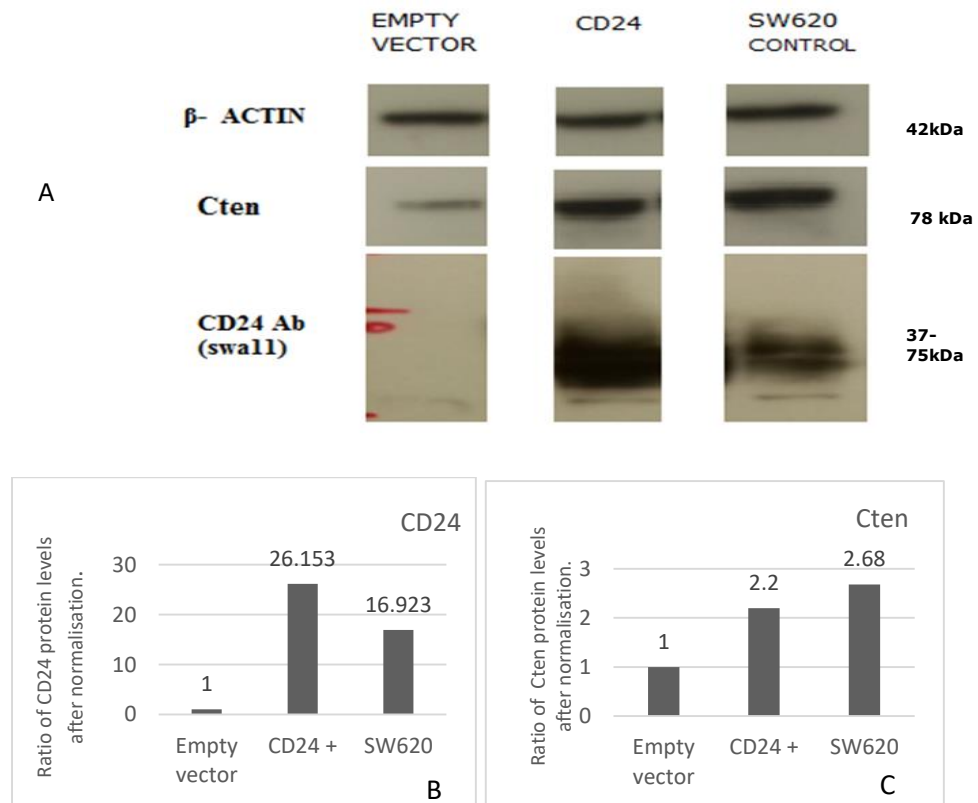 EMPTY
VECTOR
CD24
SW620
CONTROL
β- ACTIN
42kDa
A
Cten
78 kDa
CD24 Ab
(swa11)
37-
75kDa
CD24
Ratio of CD24 protein levels
after normalisation.
30
20
10
0
1
26.153
16.923
Empty
vector
CD24 +
SW620
B
Cten
Ratio of Cten protein levels
after normalisation.
3
2
1
0
1
2.2
2.68
Empty
vector
CD24 +
SW620
C